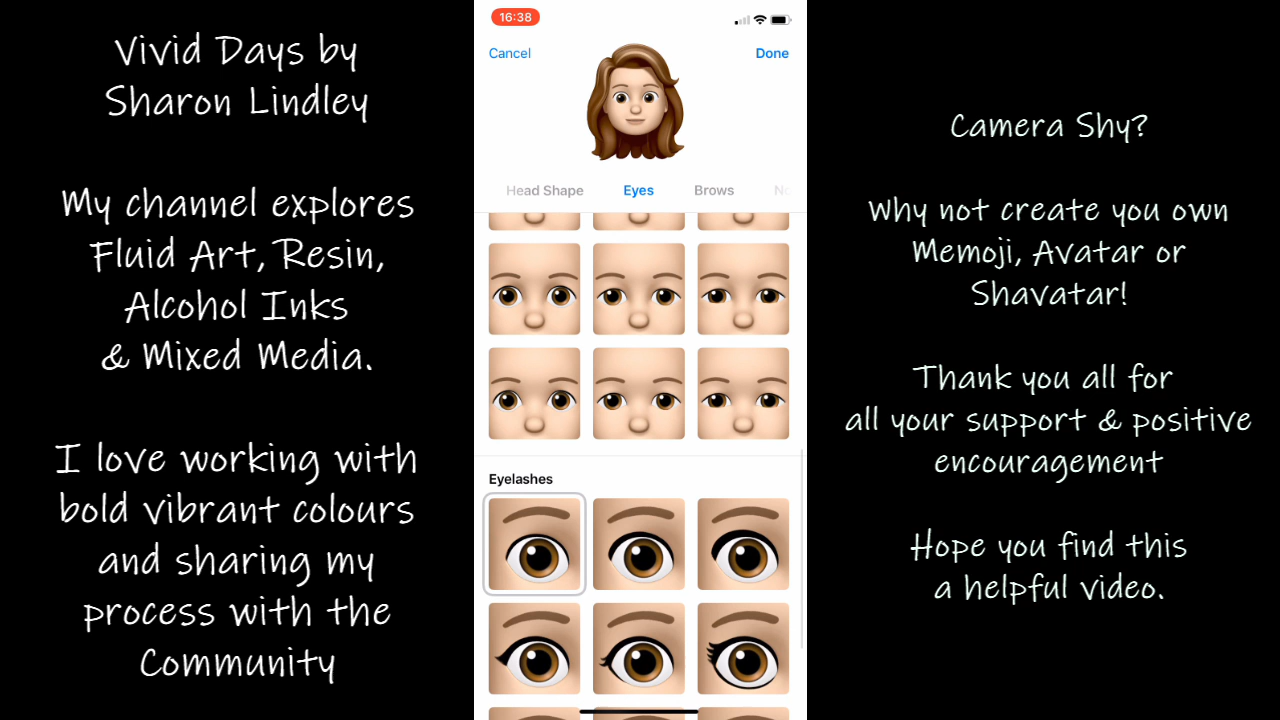 Vivid Days by
Sharon Lindley
My channel explores
Fluid Art, Resin,
Alcohol Inks
& Mixed Media.
I love working with
bold vibrant colours
and sharing my
process with the
Community
16:38
Cancel
Done
Head Shape
Eyes
Brows
No
Eyelashes
Camera Shy?
Why not create you own
Memoji, Avatar or
Shavatar!
Thank you all for
all your support & positive
encouragement
Hope you find this
a helpful video.